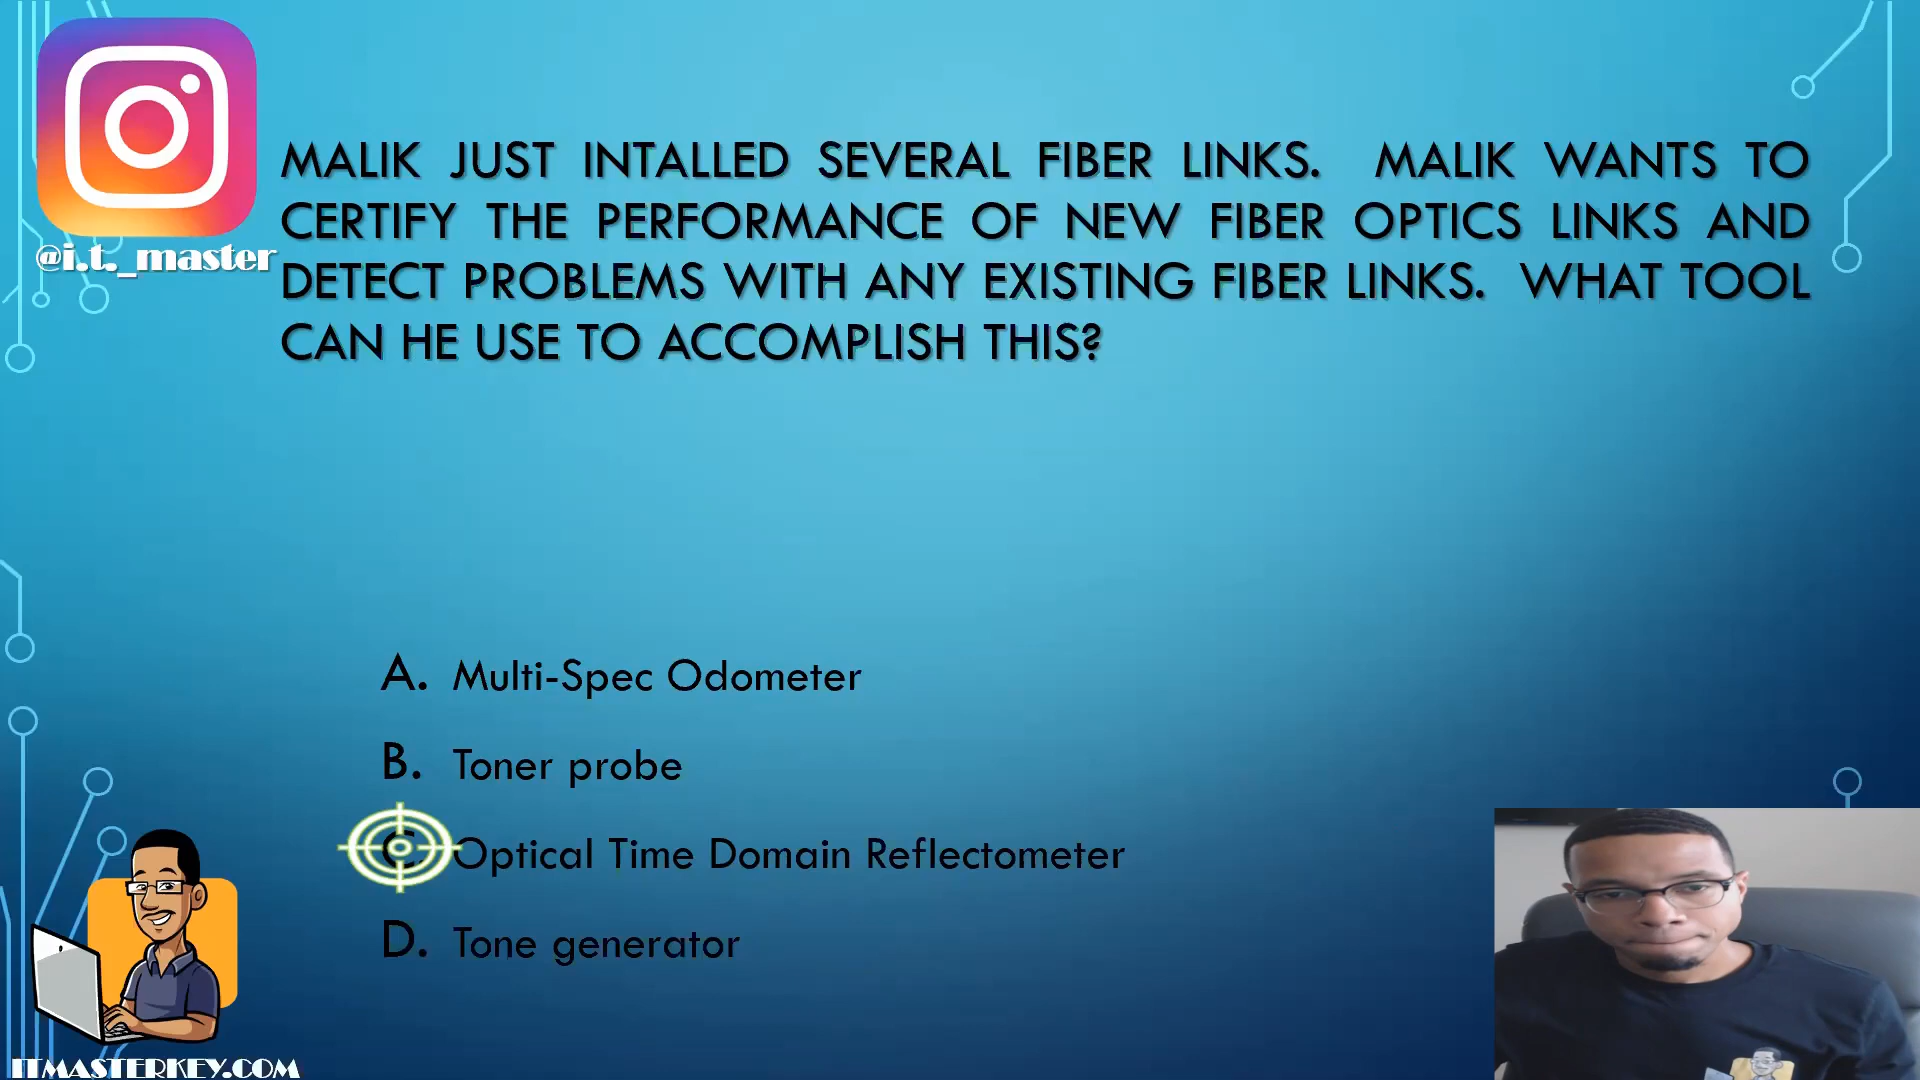 @i.t._master
MALIK JUST INTALLED SEVERAL FIBER LINKS. MALIK WANTS TO
CERTIFY THE PERFORMANCE OF NEW FIBER OPTICS LINKS AND
DETECT PROBLEMS WITH ANY EXISTING FIBER LINKS. WHAT TOOL
CAN HE USE TO ACCOMPLISH THIS?
A. Multi-Spec Odometer
B. Toner probe
C. Optical Time Domain Reflectometer
D. Tone generator
ITMASTERKEY.COM